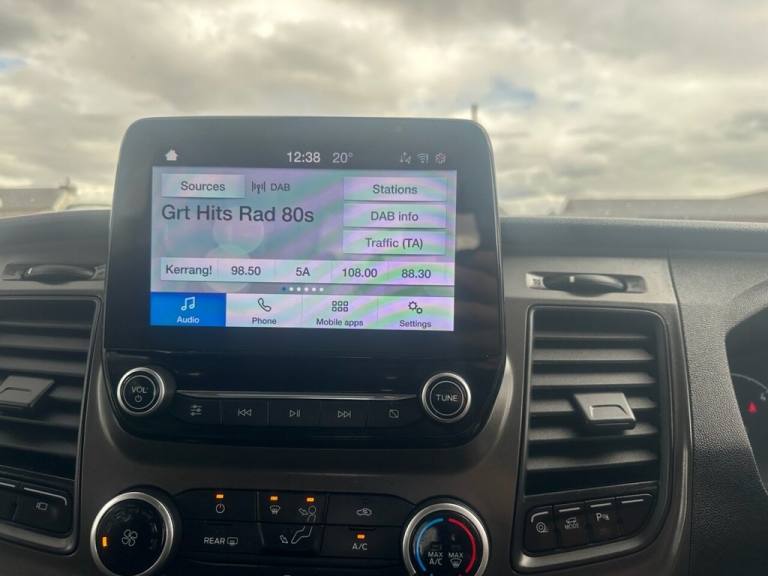 12:38 20°
Sources DAB Stations
Grt Hits Rad 80s
DAB info
Traffic (TA)
Kerrang! 98.50 5A 108.00 88.30
Audio Phone Mobile apps Settings
VOL
TUNE
REAR
A/C
MAX A/C MAX
MODE
P